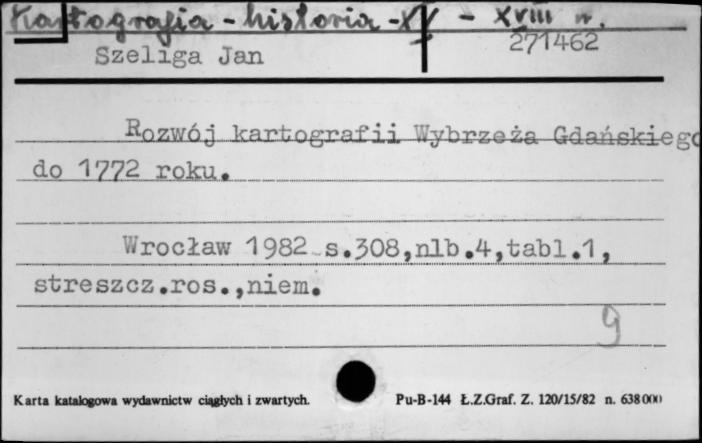 Kartografia - historia - XV - XVIII w.
271462
Szeliga Jan
Rozwój kartografii Wybrzeża Gdańskiego
do 1772 roku.
Wrocław 1982 s.308,nlb.4,tabl.1,
streszcz.ros.,niem.
9
Karta katalogowa wydawnictw ciągłych i zwartych. Pu-B-144 Ł.Z.Graf. Z. 120/15/82 n. 638000